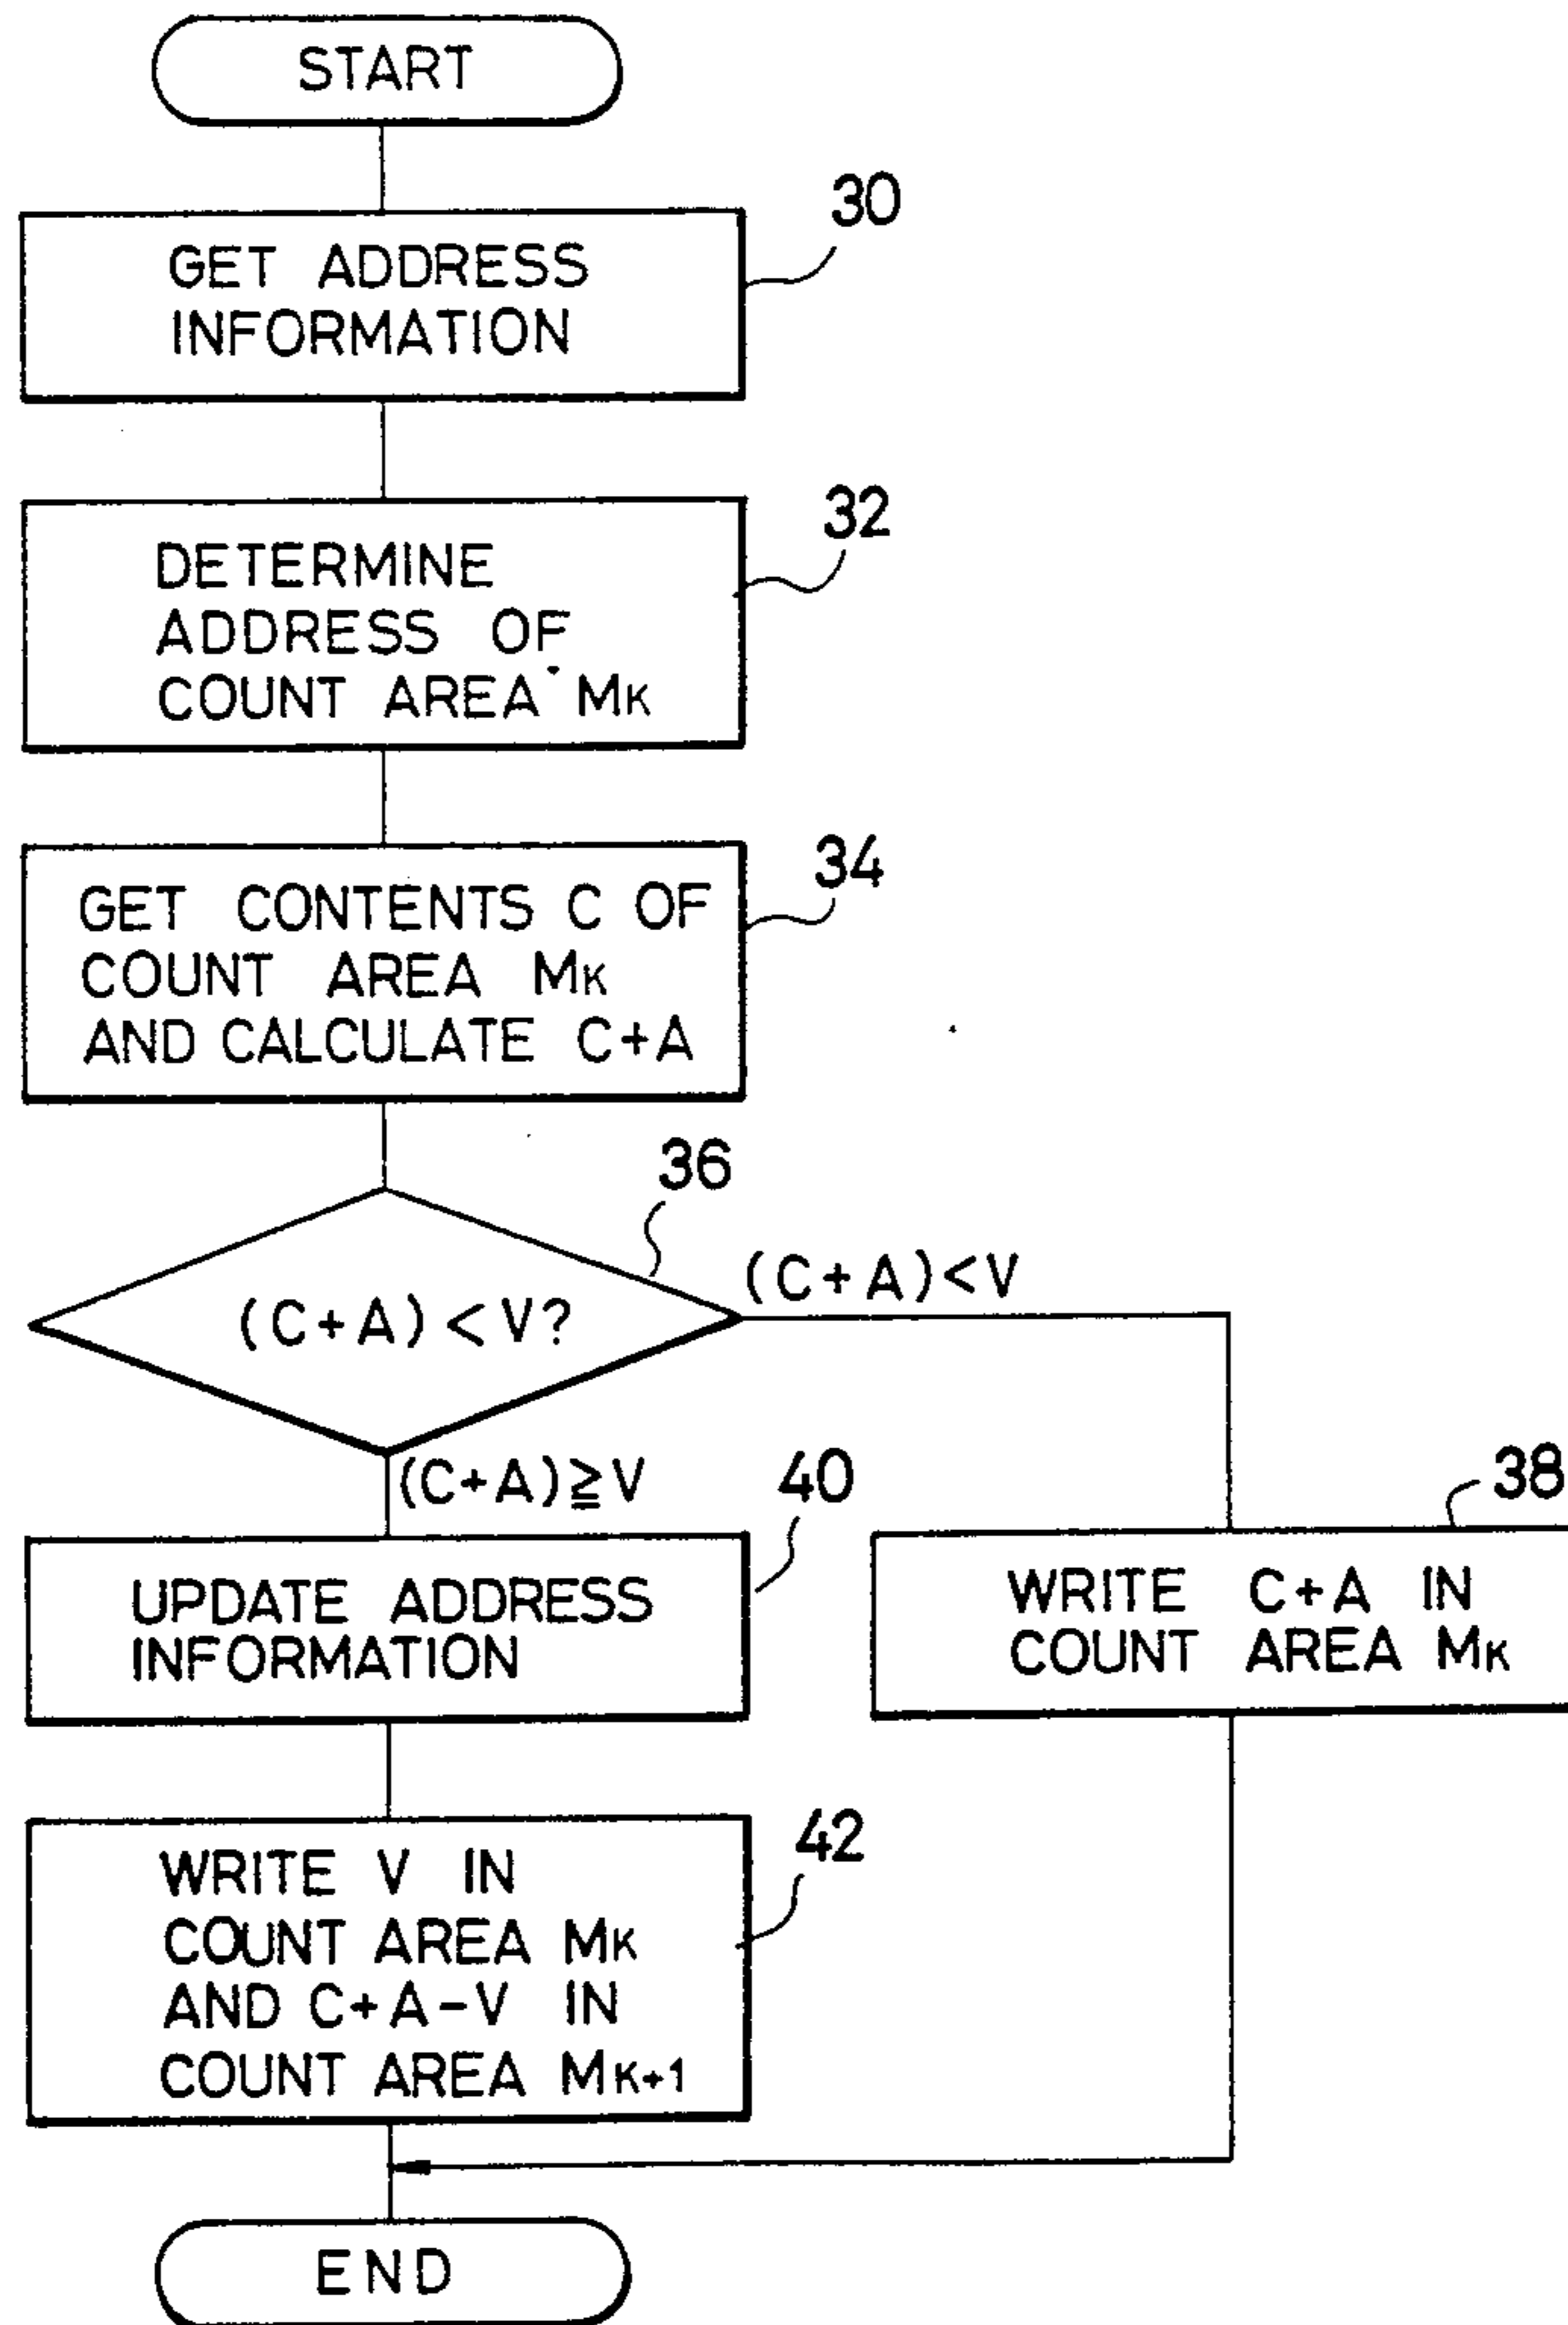 START
30
GET ADDRESS
INFORMATION
32
DETERMINE
ADDRESS OF
COUNT AREA MK
34
GET CONTENTS C OF
COUNT AREA MK
AND CALCULATE C+A
36
(C+A)<V?
(C+A)<V
(C+A)≧V
40
UPDATE ADDRESS
INFORMATION
38
WRITE C+A IN
COUNT AREA MK
42
WRITE V IN
COUNT AREA MK
AND C+A-V IN
COUNT AREA MK+1
END